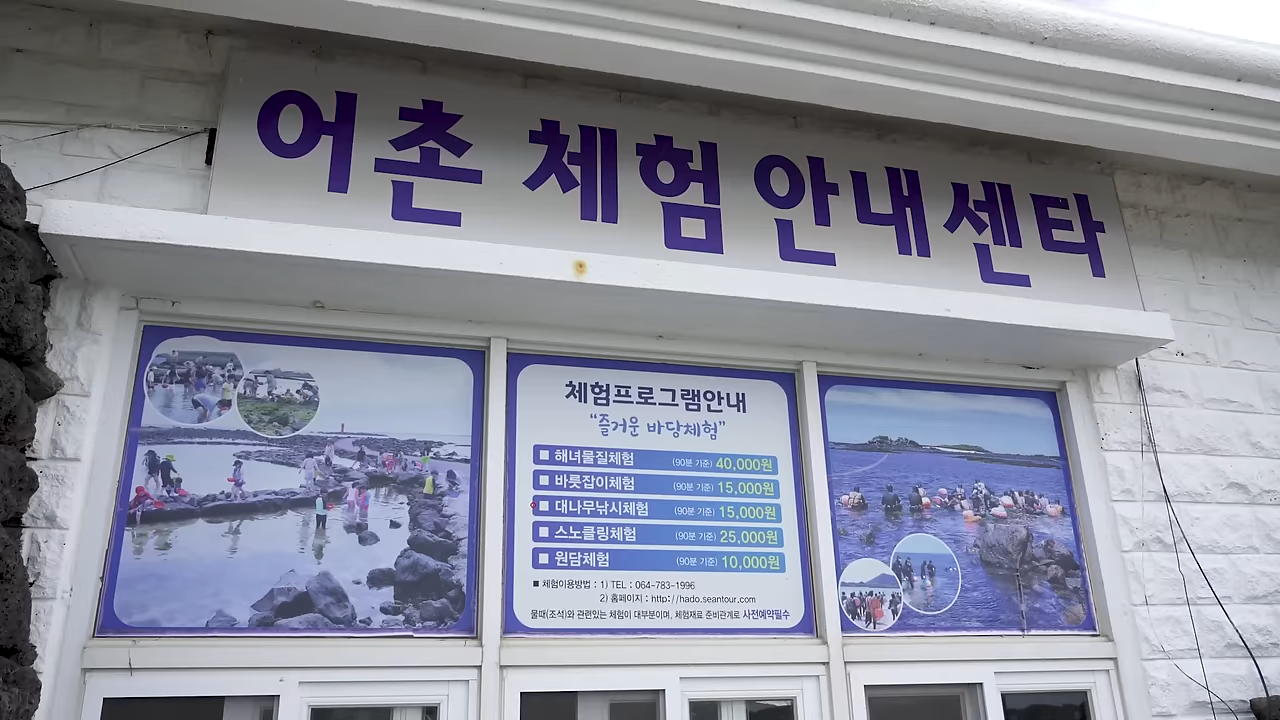 어촌 체험 안내센타
체험프로그램안내
"즐거운 바당체험"
해녀물질체험 (90분 기준) 40,000원
바릇잡이체험 (90분 기준) 15,000원
대나무낚시체험 (90분 기준) 15,000원
스노클링체험 (90분 기준) 25,000원
원담체험 (90분 기준) 10,000원
■ 체험이용방법 : 1) TEL : 064-783-1996
2) 홈페이지 : http://hado.seantour.com
물때(조석)와 관련있는 체험이 대부분이며, 체험재료 준비관계로 사전예약필수